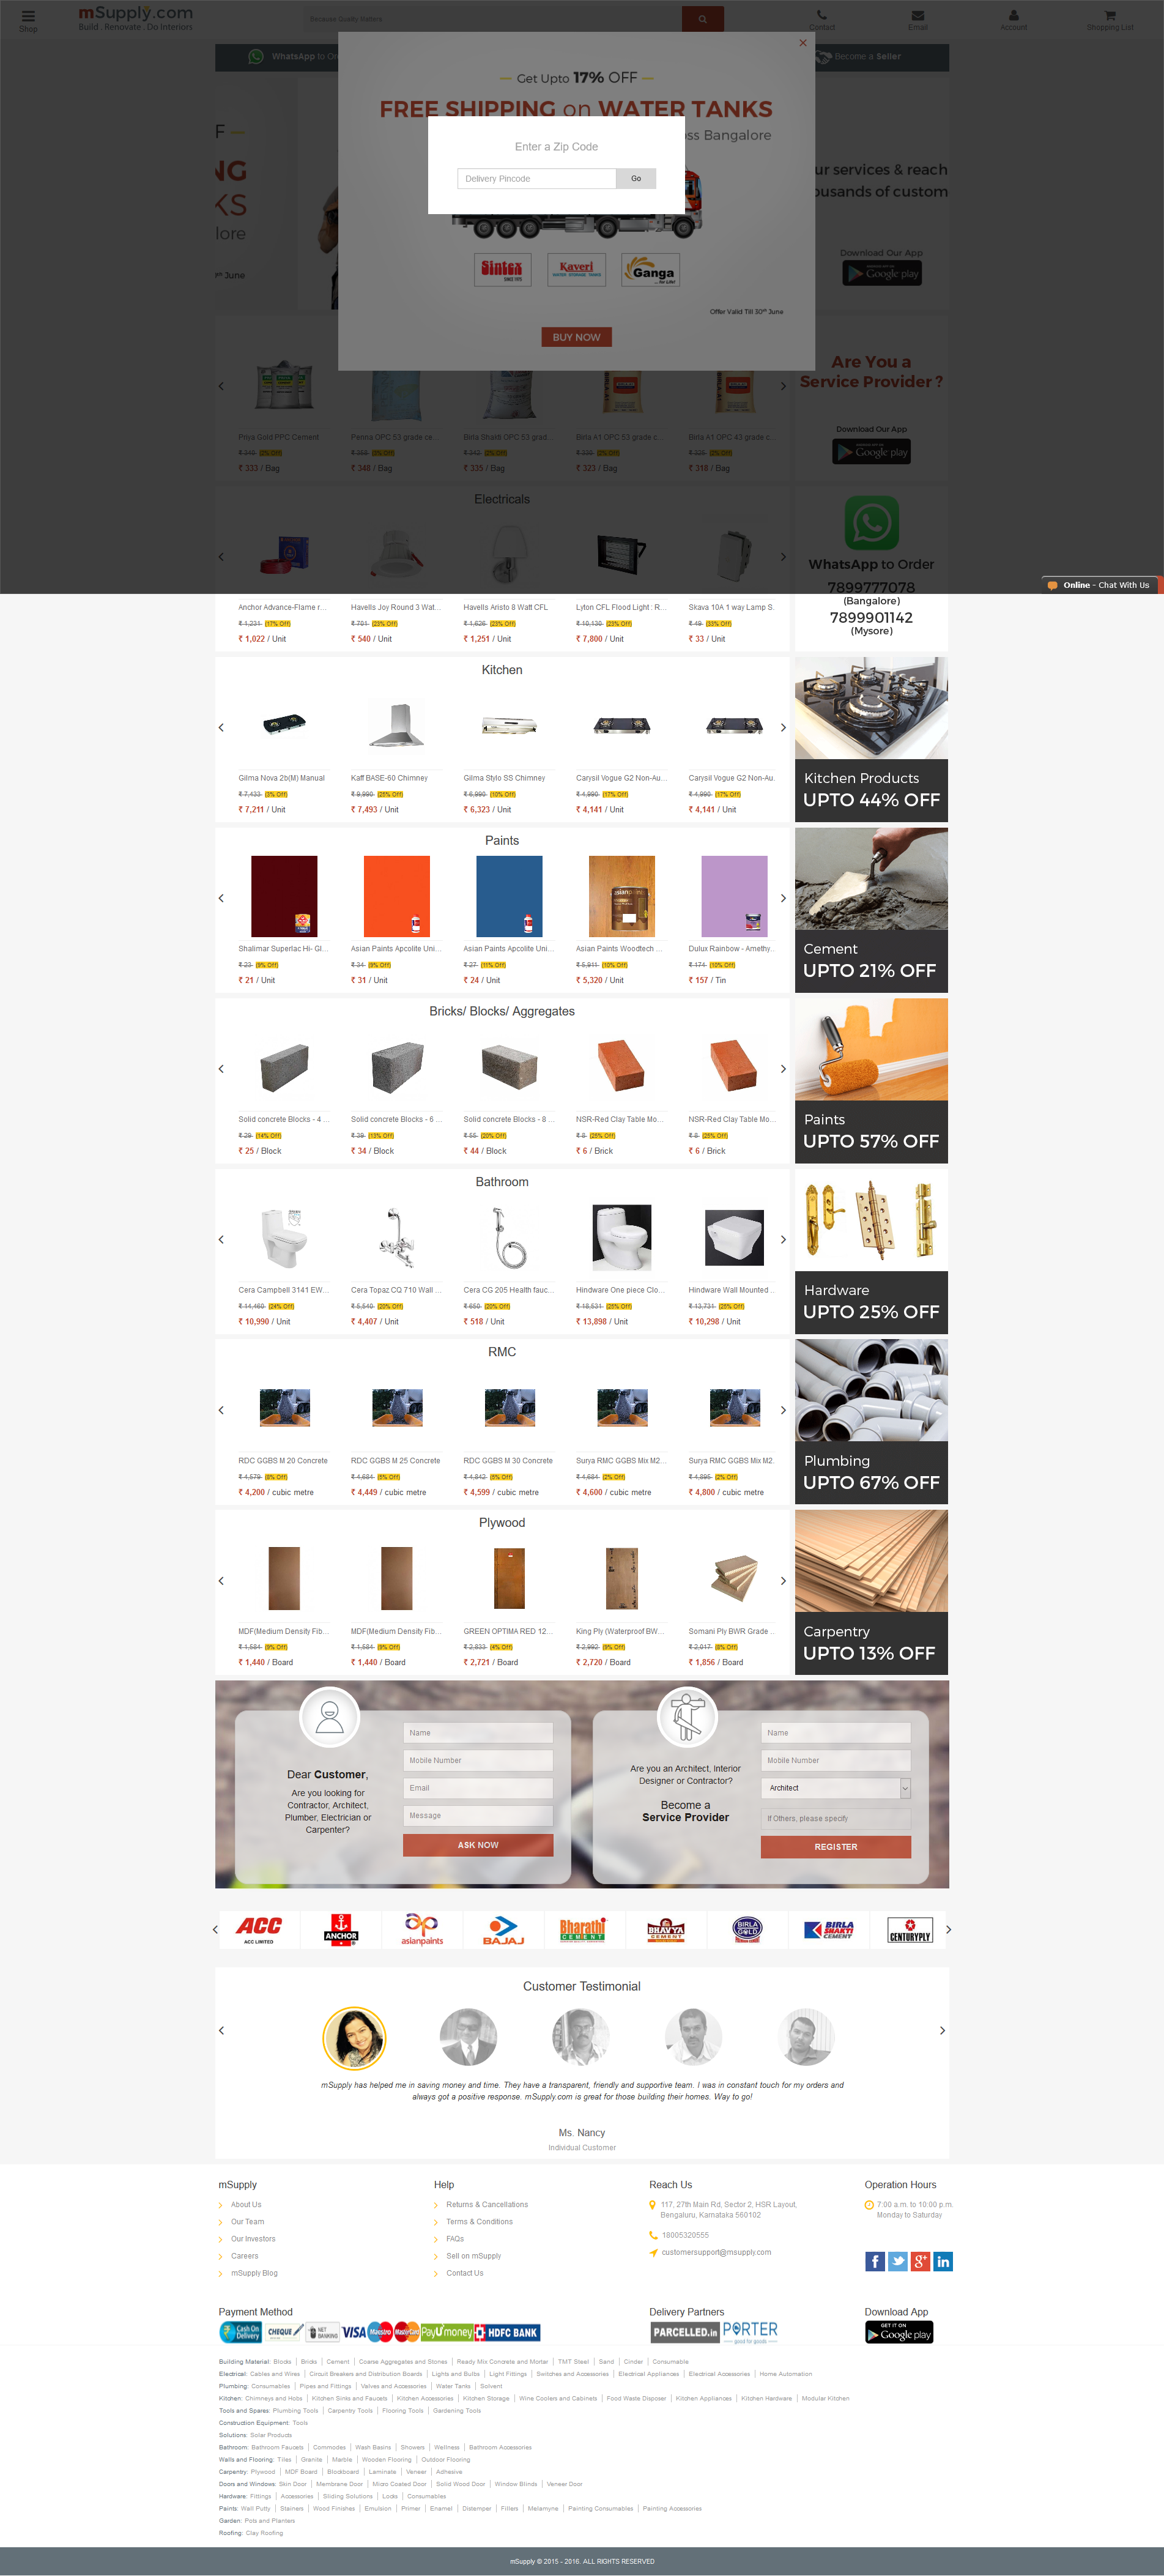 Shop
mSupply.com
Build . Renovate . Do Interiors
Because Quality Matters
Contact
Email
Account
Shopping List
WhatsApp to Or
Become a Seller
Get Upto 17% OFF
FREE SHIPPING on WATER TANKS
oss Bangalore
Enter a Zip Code
Delivery Pincode
Go
Sintex
SINCE 1975
Kaveri
WATER STORAGE TANKS
Ganga
...for Life!
Offer Valid Till 30th June
BUY NOW
F
NG
KS
lore
th June
ur services & reach
ousands of custom
Download Our App
Google play
Are You a
Service Provider ?
Download Our App
Google play
Priya Gold PPC Cement
Penna OPC 53 grade ce...
Birla Shakti OPC 53 grad...
Birla A1 OPC 53 grade c...
Birla A1 OPC 43 grade c...
₹ 333 / Bag
₹ 348 / Bag
₹ 335 / Bag
₹ 323 / Bag
₹ 318 / Bag
Electricals
WhatsApp to Order
7899777078
(Bangalore)
7899901142
(Mysore)
Online - Chat With Us
Anchor Advance-Flame r...
Havells Joy Round 3 Wat...
Havells Aristo 8 Watt CFL
Lyton CFL Flood Light : R...
Skava 10A 1 way Lamp S.
₹ 1,231 (17% Off)
₹ 701 (23% Off)
₹ 1,626 (23% Off)
₹ 10,130 (23% Off)
₹ 49 (33% Off)
₹ 1,022 / Unit
₹ 540 / Unit
₹ 1,251 / Unit
₹ 7,800 / Unit
₹ 33 / Unit
Kitchen
Gilma Nova 2b(M) Manual
Kaff BASE-60 Chimney
Gilma Stylo SS Chimney
Carysil Vogue G2 Non-Au...
Carysil Vogue G2 Non-Au.
₹ 7,433 (3% Off)
₹ 9,990 (25% Off)
₹ 6,990 (10% Off)
₹ 4,990 (17% Off)
₹ 4,990 (17% Off)
₹ 7,211 / Unit
₹ 7,493 / Unit
₹ 6,323 / Unit
₹ 4,141 / Unit
₹ 4,141 / Unit
Kitchen Products
UPTO 44% OFF
Paints
Shalimar Superlac Hi- Gl...
Asian Paints Apcolite Uni...
Asian Paints Apcolite Uni...
Asian Paints Woodtech ...
Dulux Rainbow - Amethy...
₹ 23 (9% Off)
₹ 34 (9% Off)
₹ 27 (11% Off)
₹ 5,911 (10% Off)
₹ 174 (10% Off)
₹ 21 / Unit
₹ 31 / Unit
₹ 24 / Unit
₹ 5,320 / Unit
₹ 157 / Tin
Cement
UPTO 21% OFF
Bricks/ Blocks/ Aggregates
Solid concrete Blocks - 4 ...
Solid concrete Blocks - 6 ...
Solid concrete Blocks - 8 ...
NSR-Red Clay Table Mo...
NSR-Red Clay Table Mo...
₹ 29 (14% Off)
₹ 39 (13% Off)
₹ 55 (20% Off)
₹ 8 (25% Off)
₹ 8 (25% Off)
₹ 25 / Block
₹ 34 / Block
₹ 44 / Block
₹ 6 / Brick
₹ 6 / Brick
Paints
UPTO 57% OFF
Bathroom
Cera Campbell 3141 EW...
Cera Topaz CQ 710 Wall ...
Cera CG 205 Health fauc...
Hindware One piece Clo...
Hindware Wall Mounted ..
₹ 14,460 (24% Off)
₹ 5,540 (20% Off)
₹ 650 (20% Off)
₹ 18,531 (25% Off)
₹ 13,731 (25% Off)
₹ 10,990 / Unit
₹ 4,407 / Unit
₹ 518 / Unit
₹ 13,898 / Unit
₹ 10,298 / Unit
Hardware
UPTO 25% OFF
RMC
RDC GGBS M 20 Concrete
RDC GGBS M 25 Concrete
RDC GGBS M 30 Concrete
Surya RMC GGBS Mix M2...
Surya RMC GGBS Mix M2.
₹ 4,579 (8% Off)
₹ 4,684 (5% Off)
₹ 4,842 (5% Off)
₹ 4,684 (2% Off)
₹ 4,895 (2% Off)
₹ 4,200 / cubic metre
₹ 4,449 / cubic metre
₹ 4,599 / cubic metre
₹ 4,600 / cubic metre
₹ 4,800 / cubic metre
Plumbing
UPTO 67% OFF
Plywood
MDF(Medium Density Fib...
MDF(Medium Density Fib...
GREEN OPTIMA RED 12...
King Ply (Waterproof BW...
Somani Ply BWR Grade ..
₹ 1,584 (9% Off)
₹ 1,584 (9% Off)
₹ 2,833 (4% Off)
₹ 2,992 (9% Off)
₹ 2,017 (8% Off)
₹ 1,440 / Board
₹ 1,440 / Board
₹ 2,721 / Board
₹ 2,720 / Board
₹ 1,856 / Board
Carpentry
UPTO 13% OFF
Dear Customer,
Are you looking for
Contractor, Architect,
Plumber, Electrician or
Carpenter?
Name
Mobile Number
Email
Message
ASK NOW
Are you an Architect, Interior
Designer or Contractor?
Become a
Service Provider
Name
Mobile Number
Architect
If Others, please specify
REGISTER
ACC
ACC LIMITED
ANCHOR
asianpaints
BAJAJ
Bharathi
CEMENT
BHAVYA
CEMENT
BIRLA
GOLD
BIRLA
SHAKTI
CEMENT
CENTURYPLY
Customer Testimonial
mSupply has helped me in saving money and time. They have a transparent, friendly and supportive team. I was in constant touch for my orders and
always got a positive response. mSupply.com is great for those building their homes. Way to go!
Ms. Nancy
Individual Customer
mSupply
About Us
Our Team
Our Investors
Careers
mSupply Blog
Help
Returns & Cancellations
Terms & Conditions
FAQs
Sell on mSupply
Contact Us
Reach Us
117, 27th Main Rd, Sector 2, HSR Layout,
Bengaluru, Karnataka 560102
18005320555
customersupport@msupply.com
Operation Hours
7:00 a.m. to 10:00 p.m.
Monday to Saturday
Payment Method
Cash On
Delivery
CHEQUE
NET
BANKING
VISA
Maestro
MasterCard
PayUmoney
HDFC BANK
Delivery Partners
PARCELLED.in
PORTER
good for goods
Download App
GET IT ON
Google play
Building Material: Blocks | Bricks | Cement | Coarse Aggregates and Stones | Ready Mix Concrete and Mortar | TMT Steel | Sand | Cinder | Consumable
Electrical: Cables and Wires | Circuit Breakers and Distribution Boards | Lights and Bulbs | Light Fittings | Switches and Accessories | Electrical Appliances | Electrical Accessories | Home Automation
Plumbing: Consumables | Pipes and Fittings | Valves and Accessories | Water Tanks | Solvent
Kitchen: Chimneys and Hobs | Kitchen Sinks and Faucets | Kitchen Accessories | Kitchen Storage | Wine Coolers and Cabinets | Food Waste Disposer | Kitchen Appliances | Kitchen Hardware | Modular Kitchen
Tools and Spares: Plumbing Tools | Carpentry Tools | Flooring Tools | Gardening Tools
Construction Equipment: Tools
Solutions: Solar Products
Bathroom: Bathroom Faucets | Commodes | Wash Basins | Showers | Wellness | Bathroom Accessories
Walls and Flooring: Tiles | Granite | Marble | Wooden Flooring | Outdoor Flooring
Carpentry: Plywood | MDF Board | Blockboard | Laminate | Veneer | Adhesive
Doors and Windows: Skin Door | Membrane Door | Micro Coated Door | Solid Wood Door | Window Blinds | Veneer Door
Hardware: Fittings | Accessories | Sliding Solutions | Locks | Consumables
Paints: Wall Putty | Stainers | Wood Finishes | Emulsion | Primer | Enamel | Distemper | Fillers | Melamyne | Painting Consumables | Painting Accessories
Garden: Pots and Planters
Roofing: Clay Roofing
mSupply © 2015 - 2016. ALL RIGHTS RESERVED